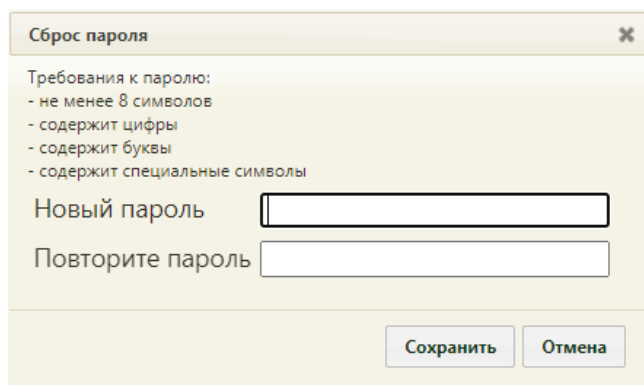 Сброс пароля
Требования к паролю:
- не менее 8 символов
- содержит цифры
- содержит буквы
- содержит специальные символы
Новый пароль
Повторите пароль
Сохранить Отмена